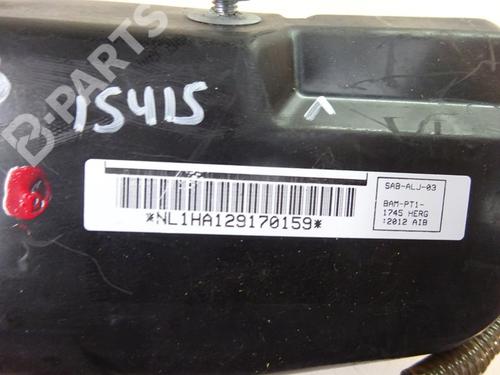 B-PARTS
15415
SAB-ALJ-03
BAM-PT1-
1745 HERG
:2012 AIB
*NL1HA129170159*